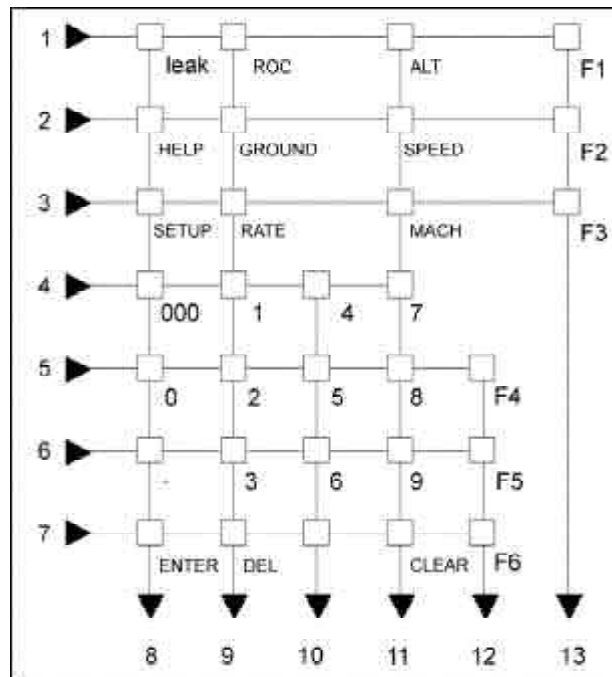 1
leak ROC ALT F1
2
HELP GROUND SPEED F2
3
SETUP RATE MACH F3
4
000 1 4 7
5
0 2 5 8 F4
6
. 3 6 9 F5
7
ENTER DEL CLEAR F6
8 9 10 11 12 13